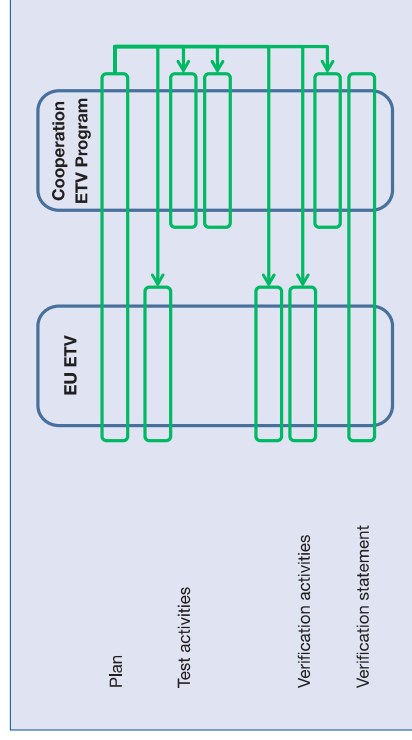 EU ETV
Cooperation
ETV Program
Plan
Test activities
Verification activities
Verification statement